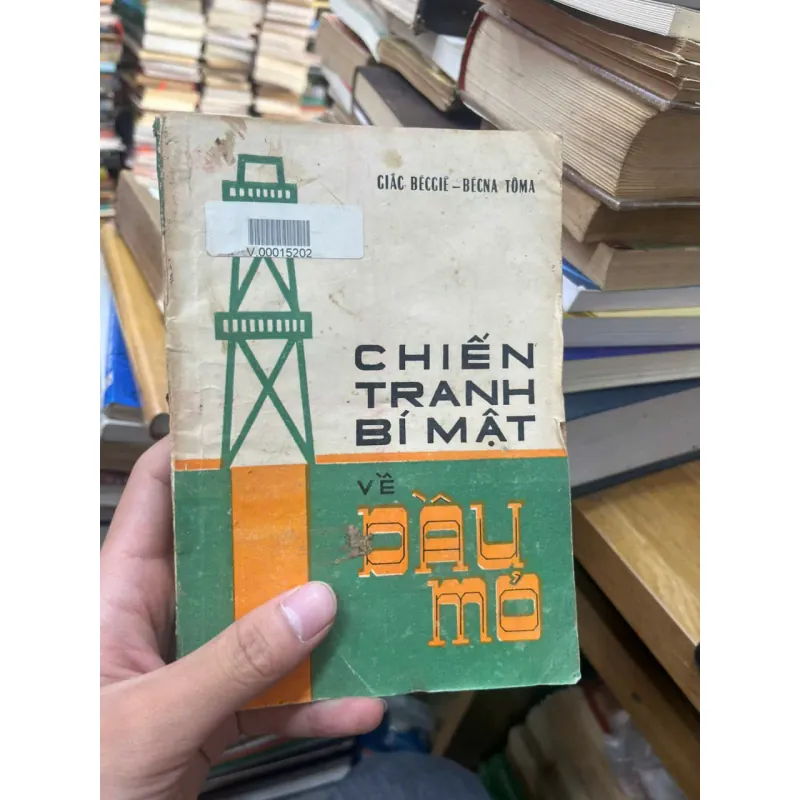 GIẮC BÉCGIÊ – BÉCNA TÔMA
V.00015202
CHIẾN
TRANH
BÍ MẬT
VỀ
DẦU
MỎ